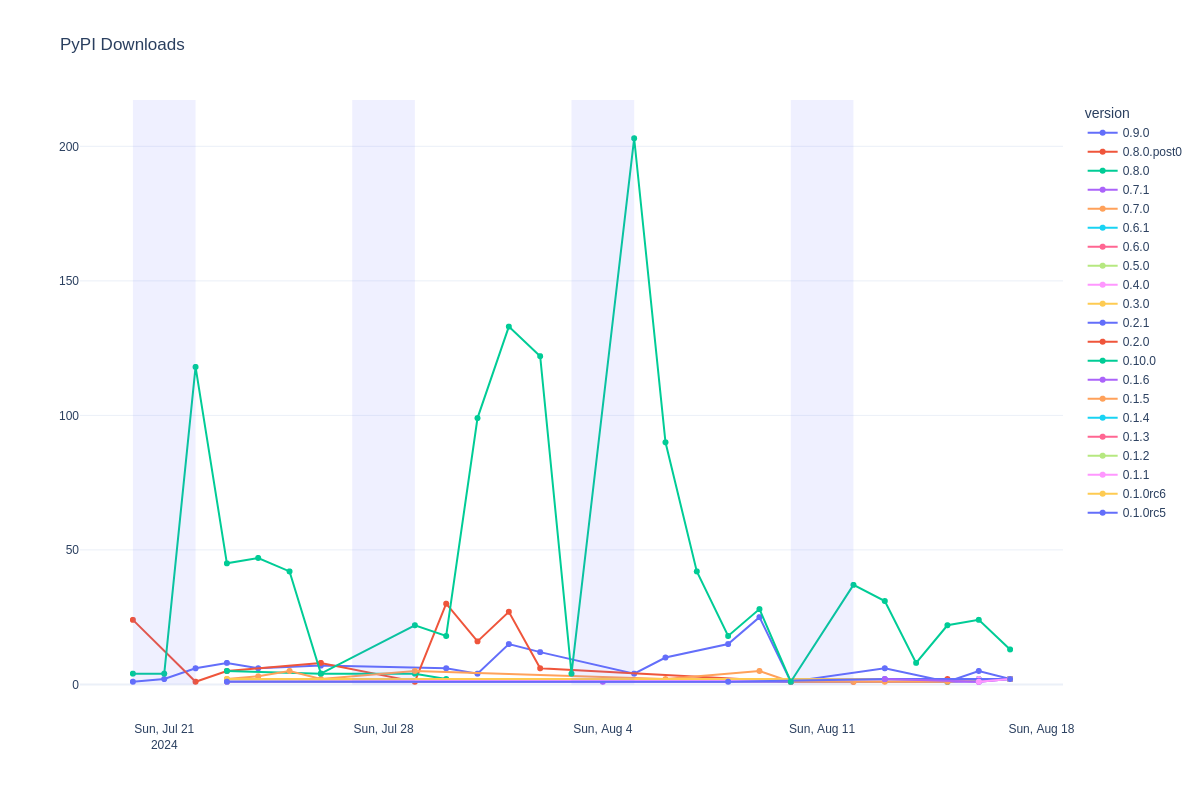 PyPI Downloads
version
0.9.0
0.8.0.post0
0.8.0
0.7.1
0.7.0
0.6.1
0.6.0
0.5.0
0.4.0
0.3.0
0.2.1
0.2.0
0.10.0
0.1.6
0.1.5
0.1.4
0.1.3
0.1.2
0.1.1
0.1.0rc6
0.1.0rc5
200
150
100
50
0
Sun, Jul 21
2024
Sun, Jul 28
Sun, Aug 4
Sun, Aug 11
Sun, Aug 18